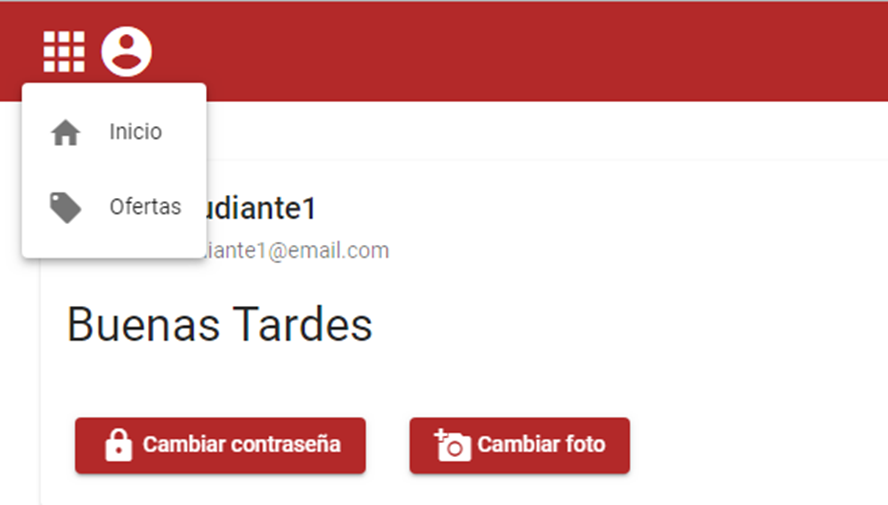 Inicio
Ofertas
udiante1
iante1@email.com
Buenas Tardes
Cambiar contraseña
Cambiar foto